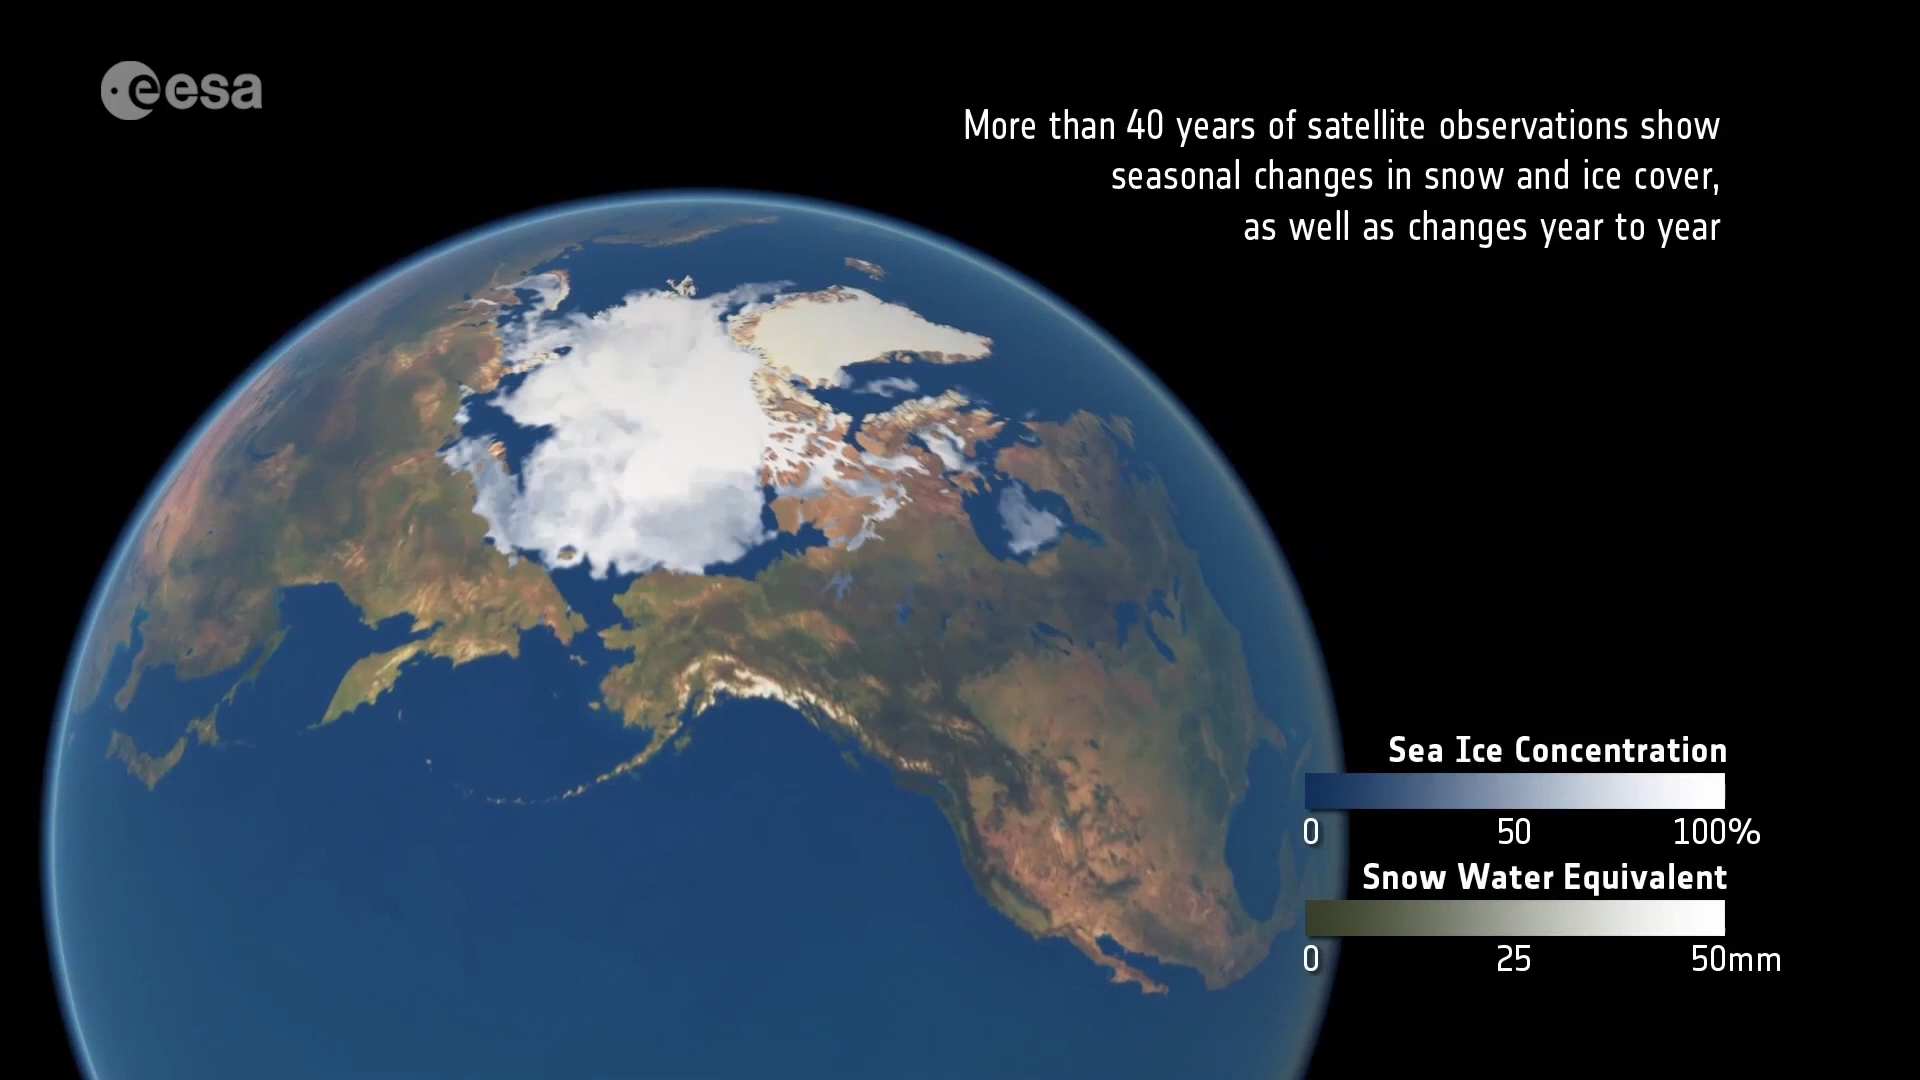 eesa
More than 40 years of satellite observations show
seasonal changes in snow and ice cover,
as well as changes year to year
Sea Ice Concentration
0 50 100%
Snow Water Equivalent
0 25 50mm